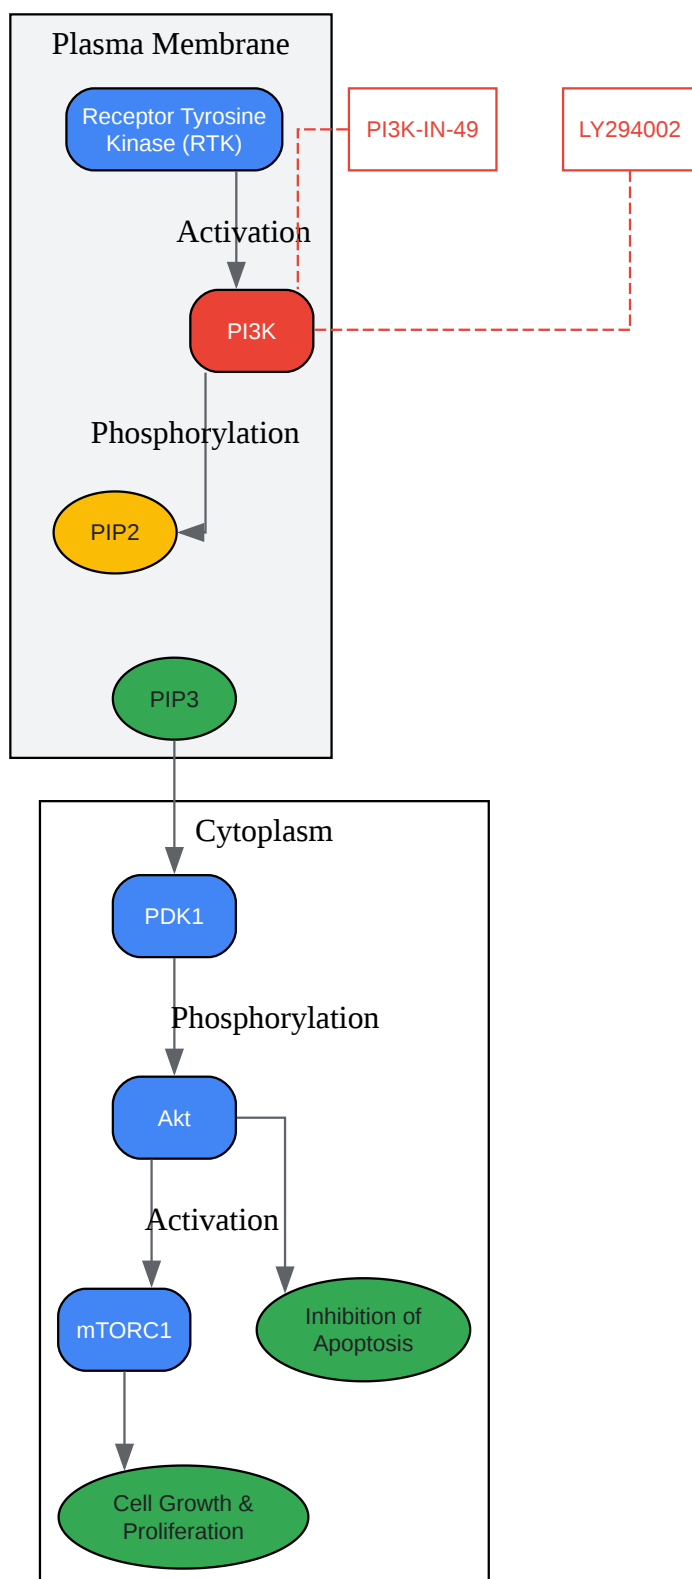 Plasma Membrane
Receptor Tyrosine
Kinase (RTK)
PI3K-IN-49
LY294002
Activation
PI3K
Phosphorylation
PIP2
PIP3
Cytoplasm
PDK1
Phosphorylation
Akt
Activation
mTORC1
Inhibition of
Apoptosis
Cell Growth &
Proliferation